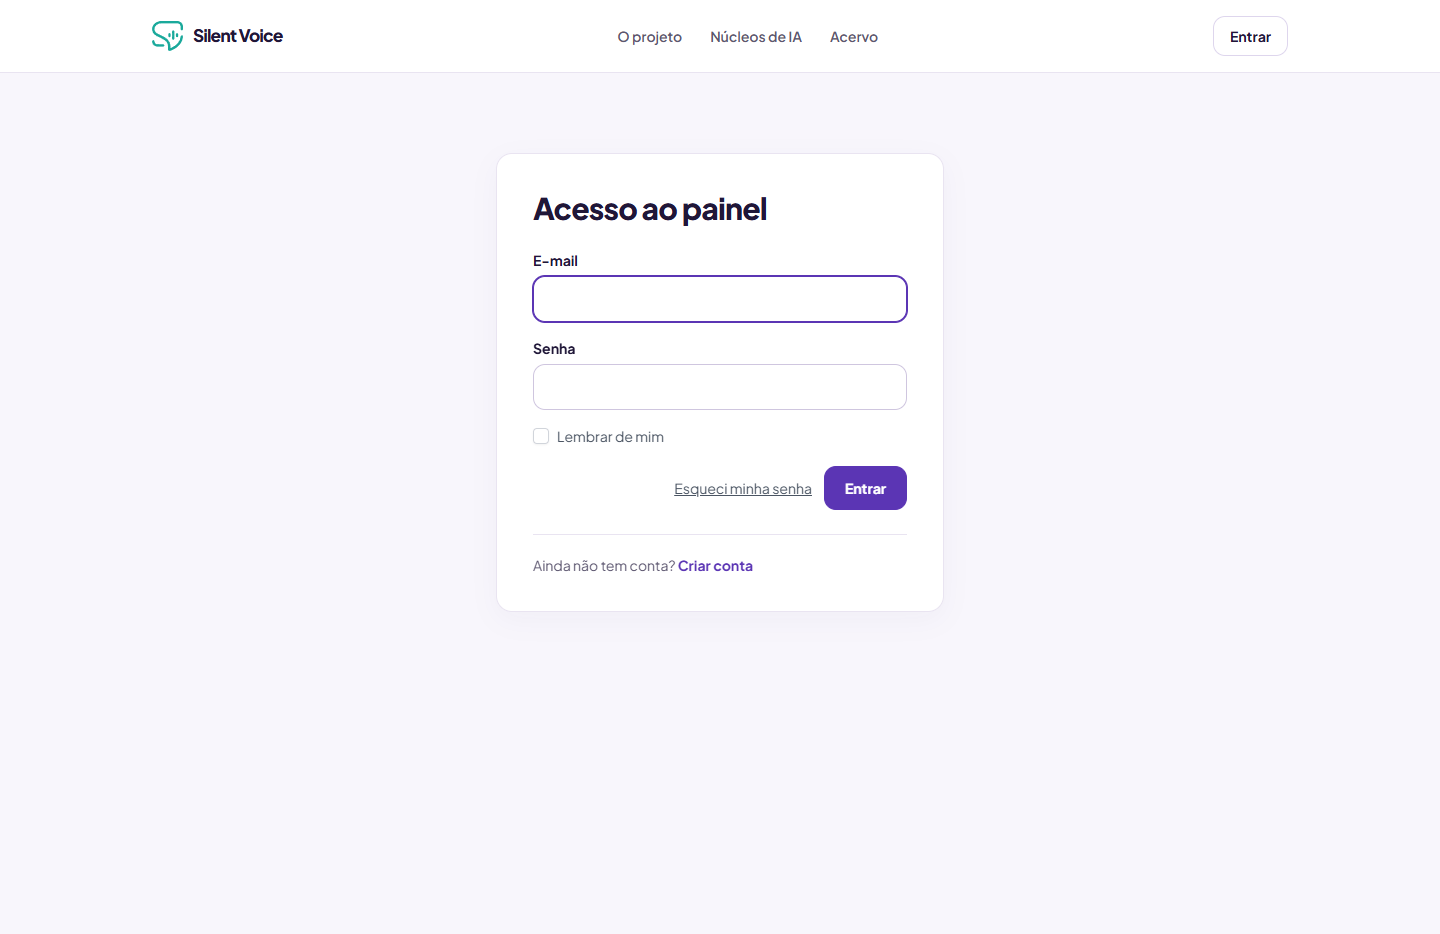 Silent Voice
O projeto
Núcleos de IA
Acervo
Entrar
Acesso ao painel
E-mail
Senha
Lembrar de mim
Esqueci minha senha
Entrar
Ainda não tem conta? Criar conta